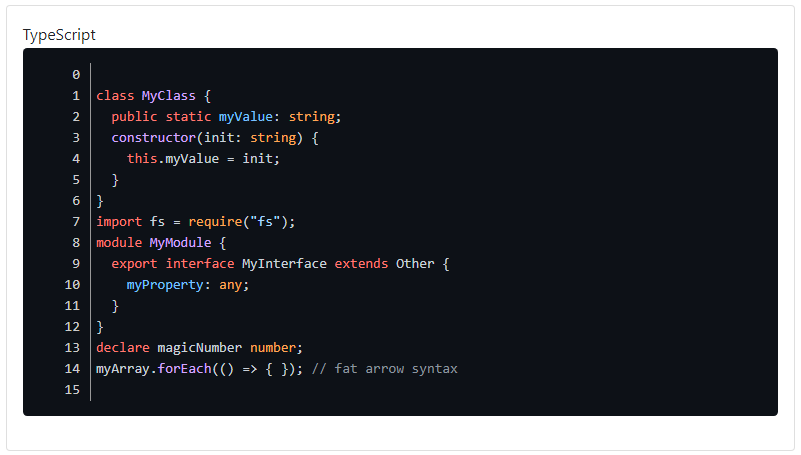 TypeScript
0
1 class MyClass {
2   public static myValue: string;
3   constructor(init: string) {
4     this.myValue = init;
5   }
6 }
7 import fs = require("fs");
8 module MyModule {
9   export interface MyInterface extends Other {
10     myProperty: any;
11   }
12 }
13 declare magicNumber number;
14 myArray.forEach(() => { }); // fat arrow syntax
15